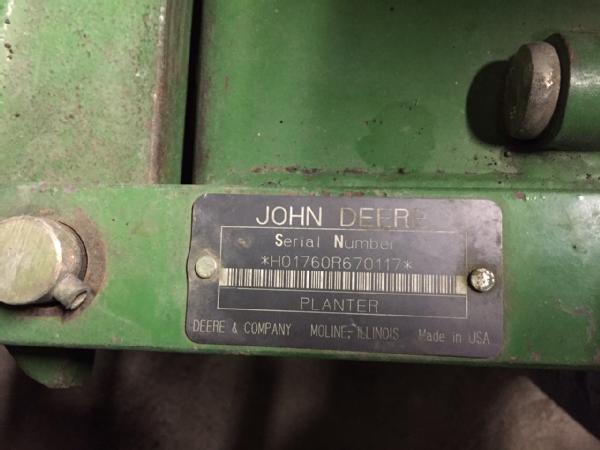 JOHN DEERE
Serial Number
*H01760R670117*
PLANTER
DEERE & COMPANY MOLINE, ILLINOIS Made in USA